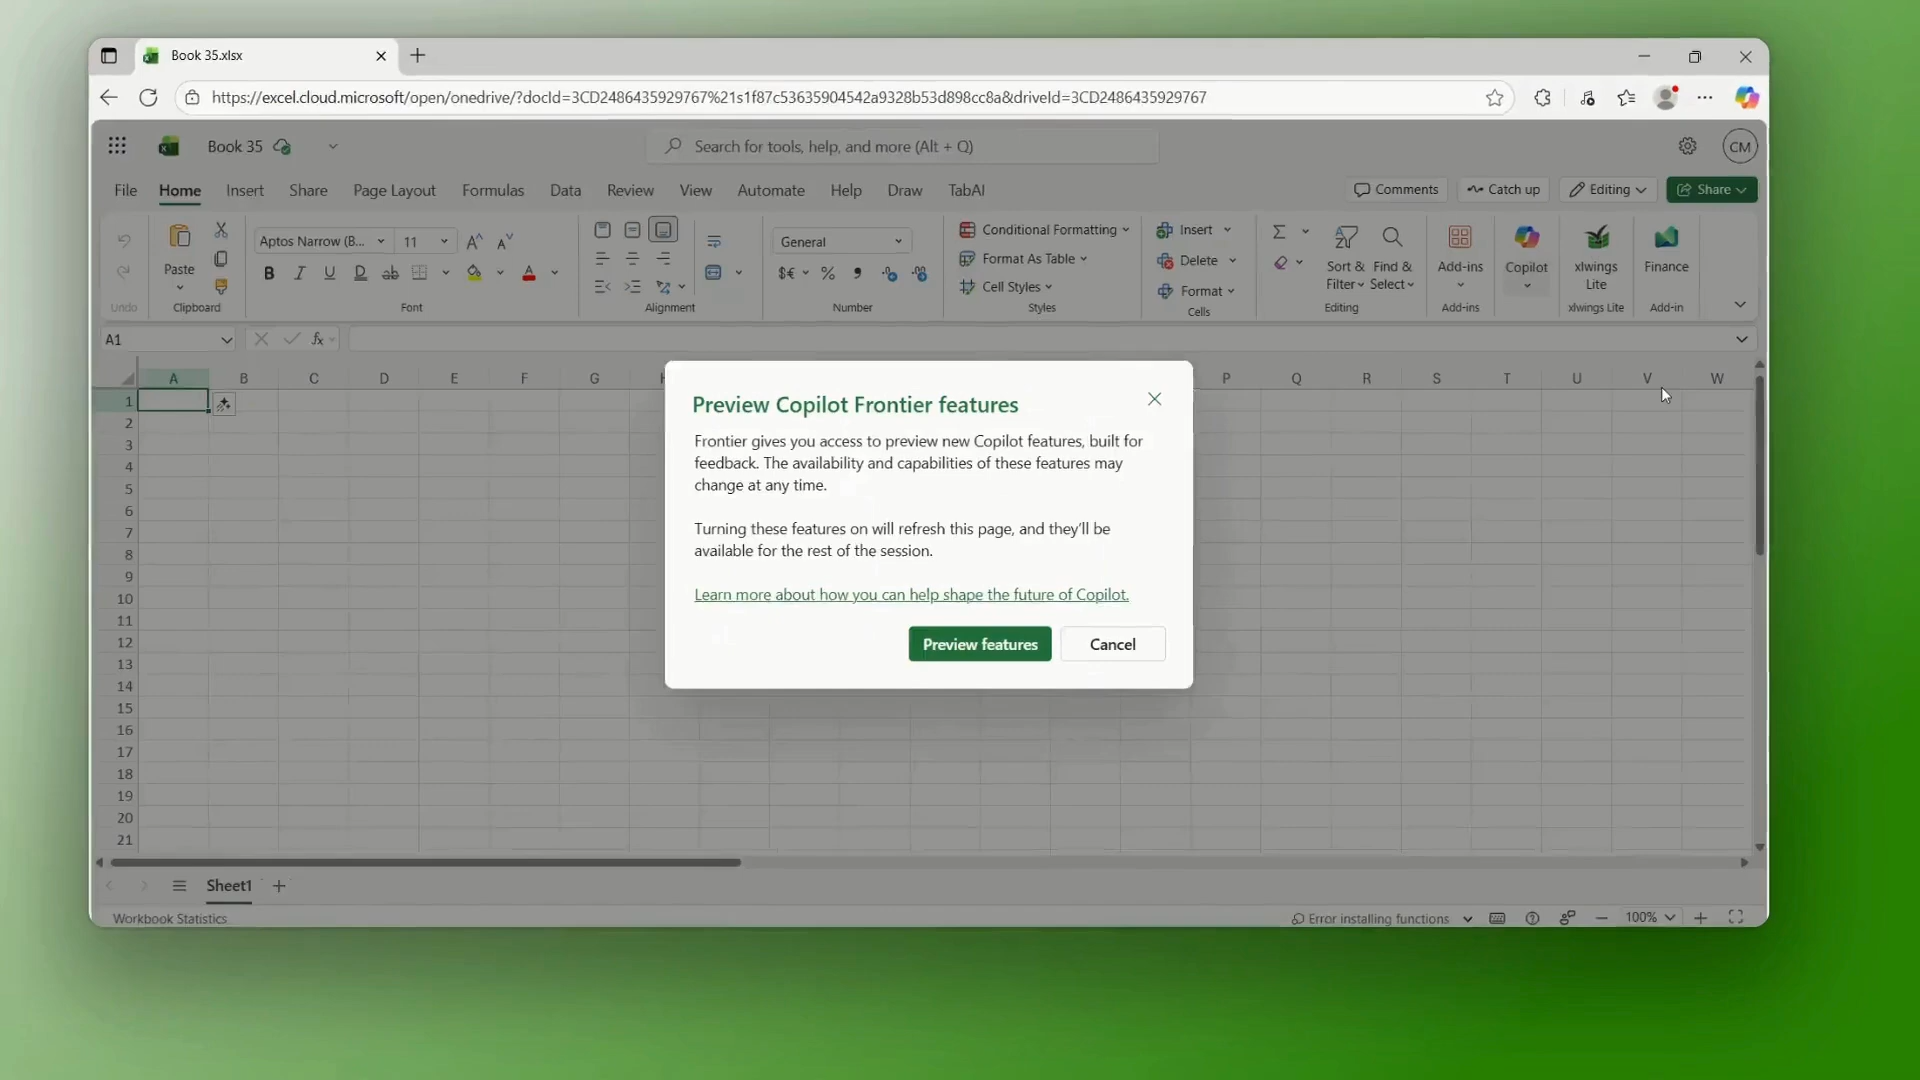 Book 35.xlsx
https://excel.cloud.microsoft/open/onedrive/?docId=3CD2486435929767%21s1f87c53635904542a9328b53d898cc8a&driveId=3CD2486435929767
Book 35
Search for tools, help, and more (Alt + Q)
CM
File Home Insert Share Page Layout Formulas Data Review View Automate Help Draw TabAI
Comments Catch up Editing Share
Paste
Aptos Narrow (B... 11
B I U D ab A
General
$€ % 9
Conditional Formatting
Format As Table
Cell Styles
Insert
Delete
Format
Sort & Filter
Find & Select
Add-ins
Copilot
xlwings Lite
Finance
Undo Clipboard Font Alignment Number Styles Cells Editing Add-ins xlwings Lite Add-in
A1 fx
A B C D E F G H P Q R S T U V W
1
2
3
4
5
6
7
8
9
10
11
12
13
14
15
16
17
18
19
20
21
Preview Copilot Frontier features
Frontier gives you access to preview new Copilot features, built for
feedback. The availability and capabilities of these features may
change at any time.
Turning these features on will refresh this page, and they'll be
available for the rest of the session.
Learn more about how you can help shape the future of Copilot.
Preview features Cancel
Sheet1
Workbook Statistics Error installing functions 100%